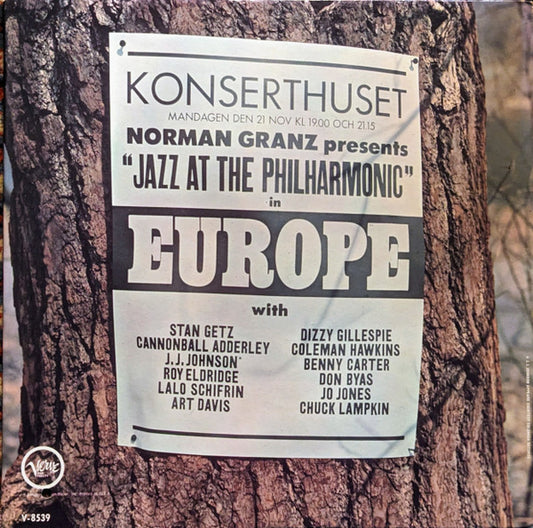 KONSERTHUSET
MANDAGEN DEN 21 NOV KL 19.00 OCH 21.15
NORMAN GRANZ presents
"JAZZ AT THE PHILHARMONIC"
in
EUROPE
with
STAN GETZ
CANNONBALL ADDERLEY
J.J. JOHNSON
ROY ELDRIDGE
LALO SCHIFRIN
ART DAVIS
DIZZY GILLESPIE
COLEMAN HAWKINS
BENNY CARTER
DON BYAS
JO JONES
CHUCK LAMPKIN
Verve
V-8539